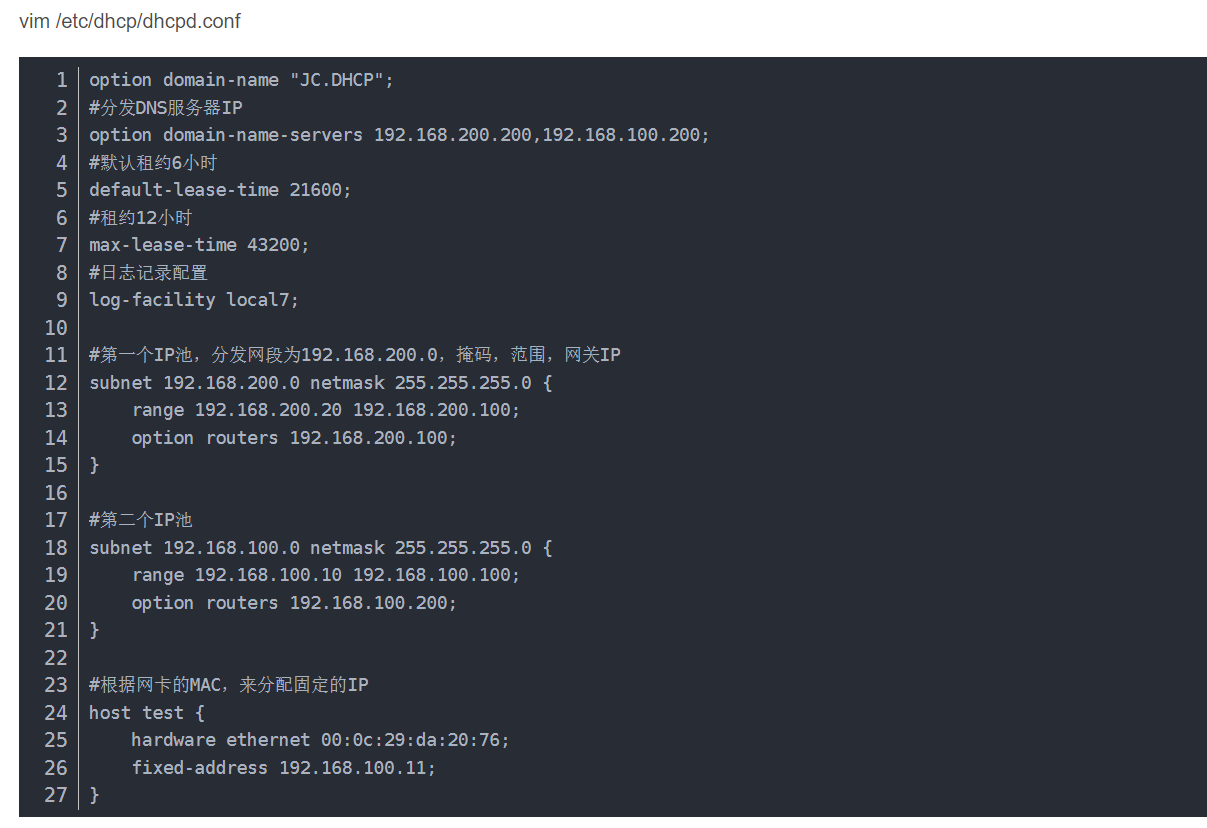 vim /etc/dhcp/dhcpd.conf
1 option domain-name "JC.DHCP";
2 #分发DNS服务器IP
3 option domain-name-servers 192.168.200.200,192.168.100.200;
4 #默认租约6小时
5 default-lease-time 21600;
6 #租约12小时
7 max-lease-time 43200;
8 #日志记录配置
9 log-facility local7;
10
11 #第一个IP池，分发网段为192.168.200.0，掩码，范围，网关IP
12 subnet 192.168.200.0 netmask 255.255.255.0 {
13     range 192.168.200.20 192.168.200.100;
14     option routers 192.168.200.100;
15 }
16
17 #第二个IP池
18 subnet 192.168.100.0 netmask 255.255.255.0 {
19     range 192.168.100.10 192.168.100.100;
20     option routers 192.168.100.200;
21 }
22
23 #根据网卡的MAC，来分配固定的IP
24 host test {
25     hardware ethernet 00:0c:29:da:20:76;
26     fixed-address 192.168.100.11;
27 }